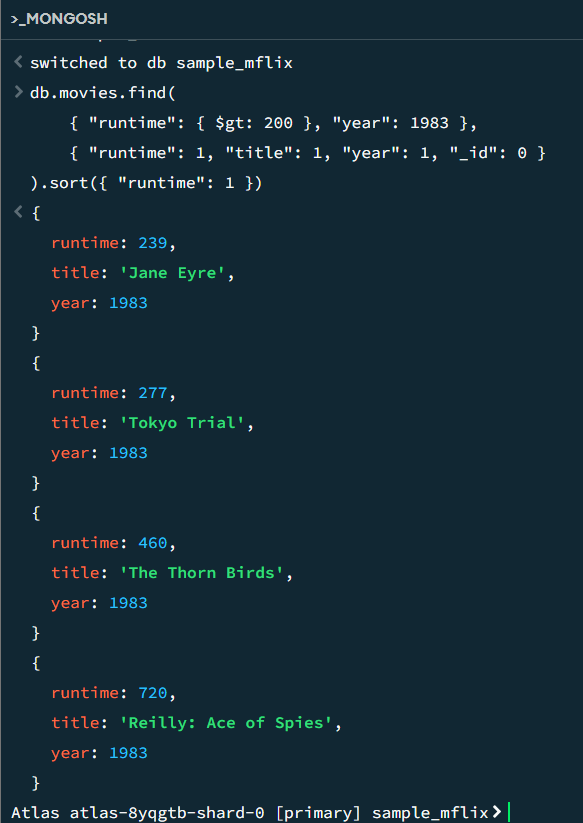 >_MONGOSH
< switched to db sample_mflix
> db.movies.find(
{ "runtime": { $gt: 200 }, "year": 1983 },
{ "runtime": 1, "title": 1, "year": 1, "_id": 0 }
).sort({ "runtime": 1 })
< {
runtime: 239,
title: 'Jane Eyre',
year: 1983
}
{
runtime: 277,
title: 'Tokyo Trial',
year: 1983
}
{
runtime: 460,
title: 'The Thorn Birds',
year: 1983
}
{
runtime: 720,
title: 'Reilly: Ace of Spies',
year: 1983
}
Atlas atlas-8yqgtb-shard-0 [primary] sample_mflix>